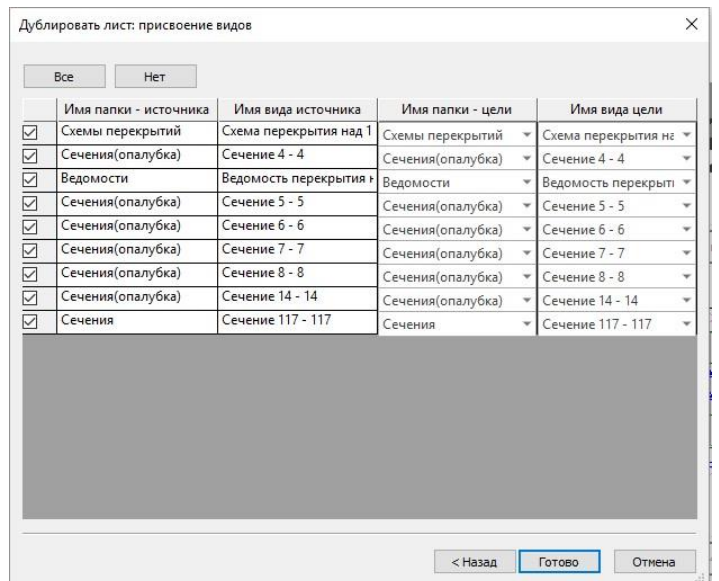 Дублировать лист: присвоение видов
Все Нет
Имя папки - источника Имя вида источника Имя папки - цели Имя вида цели
Схемы перекрытий Схема перекрытия над 1 Схемы перекрытий Схема перекрытия на
Сечения(опалубка) Сечение 4 - 4 Сечения(опалубка) Сечение 4 - 4
Ведомости Ведомость перекрытия Ведомости Ведомость перекрыт
Сечения(опалубка) Сечение 5 - 5 Сечения(опалубка) Сечение 5 - 5
Сечения(опалубка) Сечение 6 - 6 Сечения(опалубка) Сечение 6 - 6
Сечения(опалубка) Сечение 7 - 7 Сечения(опалубка) Сечение 7 - 7
Сечения(опалубка) Сечение 8 - 8 Сечения(опалубка) Сечение 8 - 8
Сечения(опалубка) Сечение 14 - 14 Сечения(опалубка) Сечение 14 - 14
Сечения Сечение 117 - 117 Сечения Сечение 117 - 117
< Назад Готово Отмена